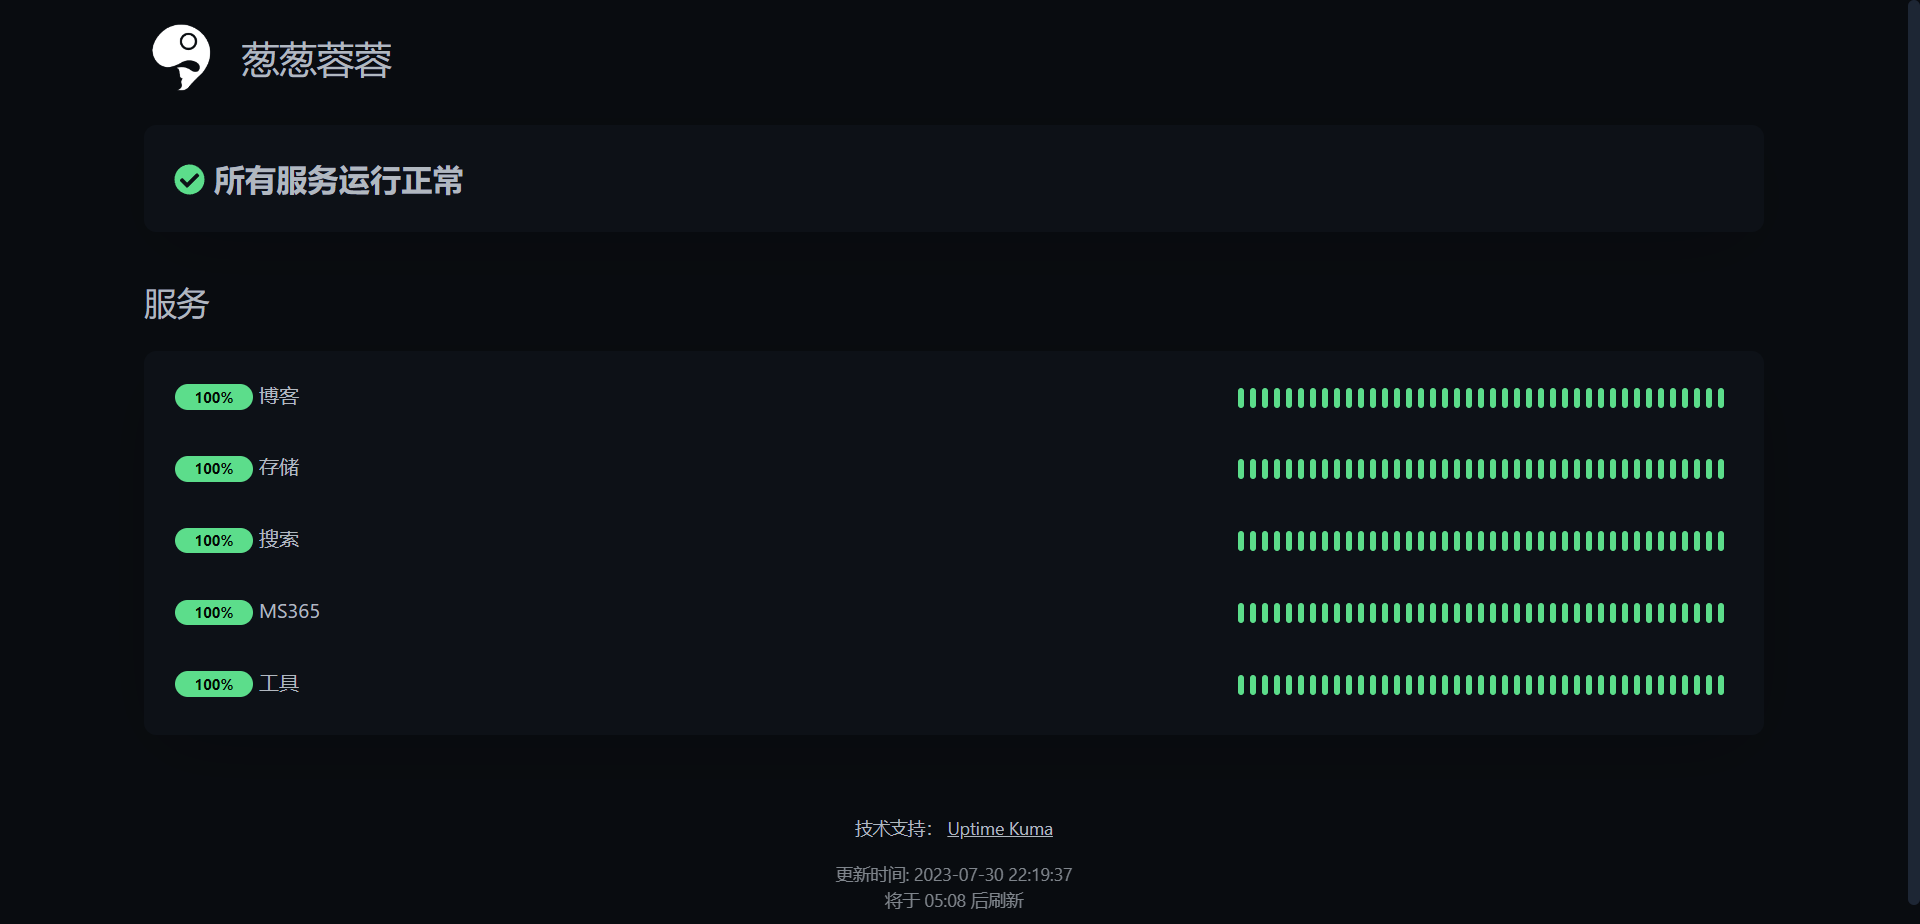 葱葱蓉蓉
所有服务运行正常
服务
100% 博客
100% 存储
100% 搜索
100% MS365
100% 工具
技术支持： Uptime Kuma
更新时间: 2023-07-30 22:19:37
将于 05:08 后刷新